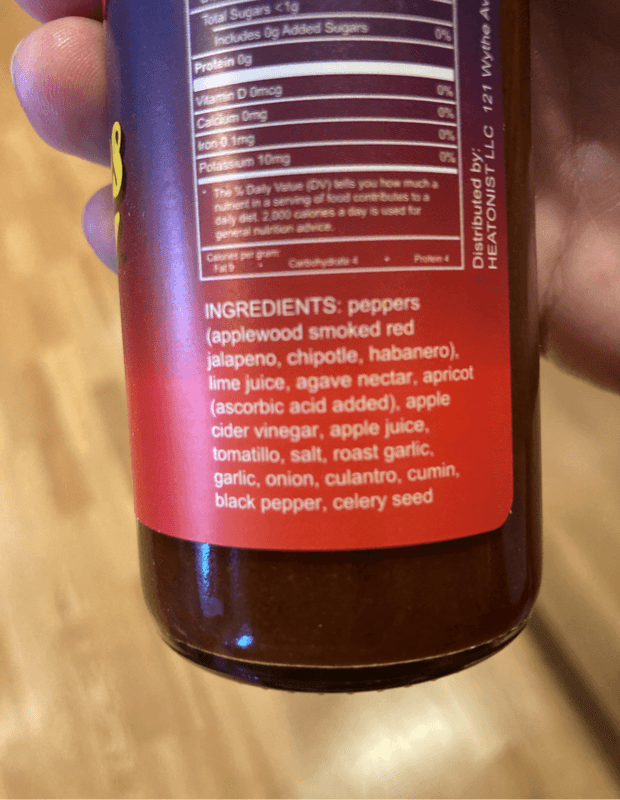 Total Sugars <1g
Includes 0g Added Sugars 0%
Protein 0g
Vitamin D 0mcg 0%
Calcium 0mg 0%
Iron 0.1mg 0%
Potassium 10mg 0%
* The % Daily Value (DV) tells you how much a
nutrient in a serving of food contributes to a
daily diet. 2,000 calories a day is used for
general nutrition advice.
Calories per gram:
Fat 9 • Carbohydrate 4 • Protein 4
Distributed by:
HEATONIST LLC 121 Wythe Av
INGREDIENTS: peppers
(applewood smoked red
jalapeno, chipotle, habanero),
lime juice, agave nectar, apricot
(ascorbic acid added), apple
cider vinegar, apple juice,
tomatillo, salt, roast garlic,
garlic, onion, culantro, cumin,
black pepper, celery seed